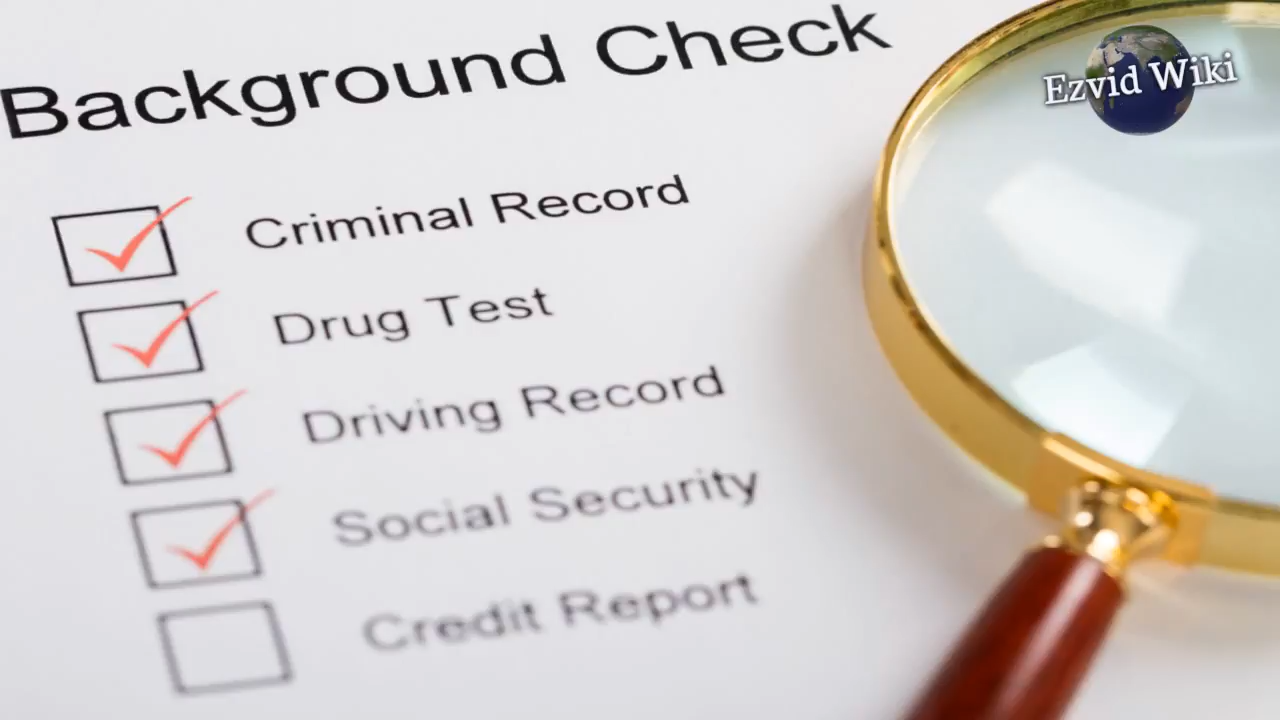 Background Check
Ezvid Wiki
Criminal Record
Drug Test
Driving Record
Social Security
Credit Report